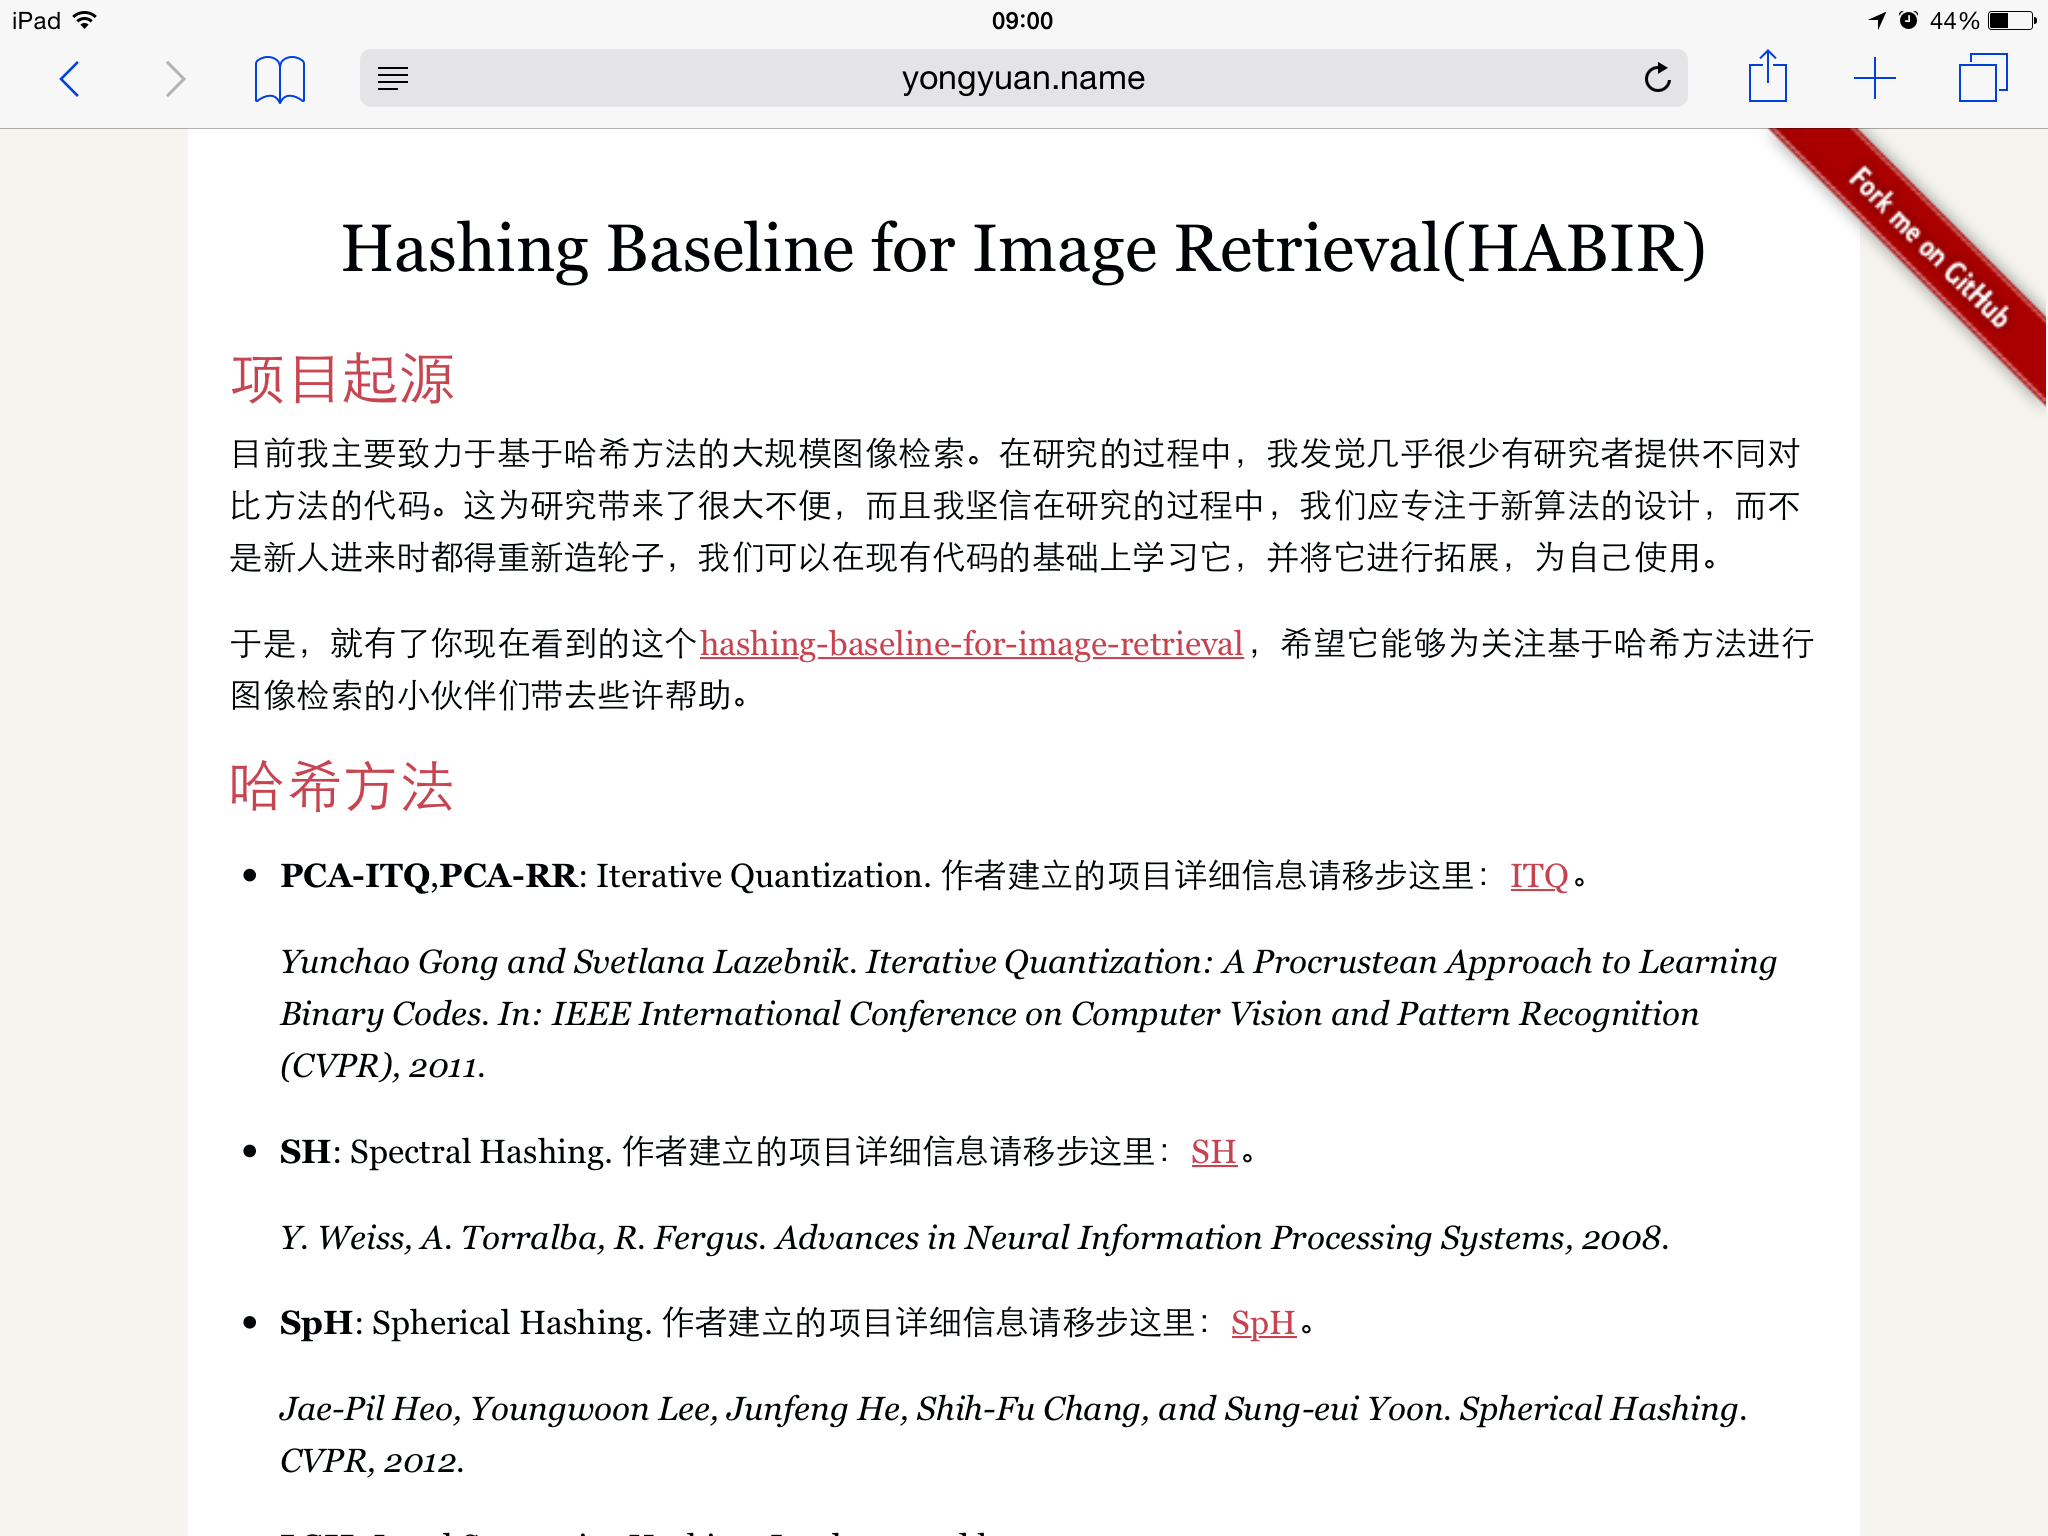 iPad 09:00 44%
yongyuan.name
Fork me on GitHub
Hashing Baseline for Image Retrieval(HABIR)
项目起源
目前我主要致力于基于哈希方法的大规模图像检索。在研究的过程中，我发觉几乎很少有研究者提供不同对
比方法的代码。这为研究带来了很大不便，而且我坚信在研究的过程中，我们应专注于新算法的设计，而不
是新人进来时都得重新造轮子，我们可以在现有代码的基础上学习它，并将它进行拓展，为自己使用。
于是，就有了你现在看到的这个hashing-baseline-for-image-retrieval，希望它能够为关注基于哈希方法进行
图像检索的小伙伴们带去些许帮助。
哈希方法
• PCA-ITQ,PCA-RR: Iterative Quantization. 作者建立的项目详细信息请移步这里： ITQ。
Yunchao Gong and Svetlana Lazebnik. Iterative Quantization: A Procrustean Approach to Learning
Binary Codes. In: IEEE International Conference on Computer Vision and Pattern Recognition
(CVPR), 2011.
• SH: Spectral Hashing. 作者建立的项目详细信息请移步这里： SH。
Y. Weiss, A. Torralba, R. Fergus. Advances in Neural Information Processing Systems, 2008.
• SpH: Spherical Hashing. 作者建立的项目详细信息请移步这里： SpH。
Jae-Pil Heo, Youngwoon Lee, Junfeng He, Shih-Fu Chang, and Sung-eui Yoon. Spherical Hashing.
CVPR, 2012.